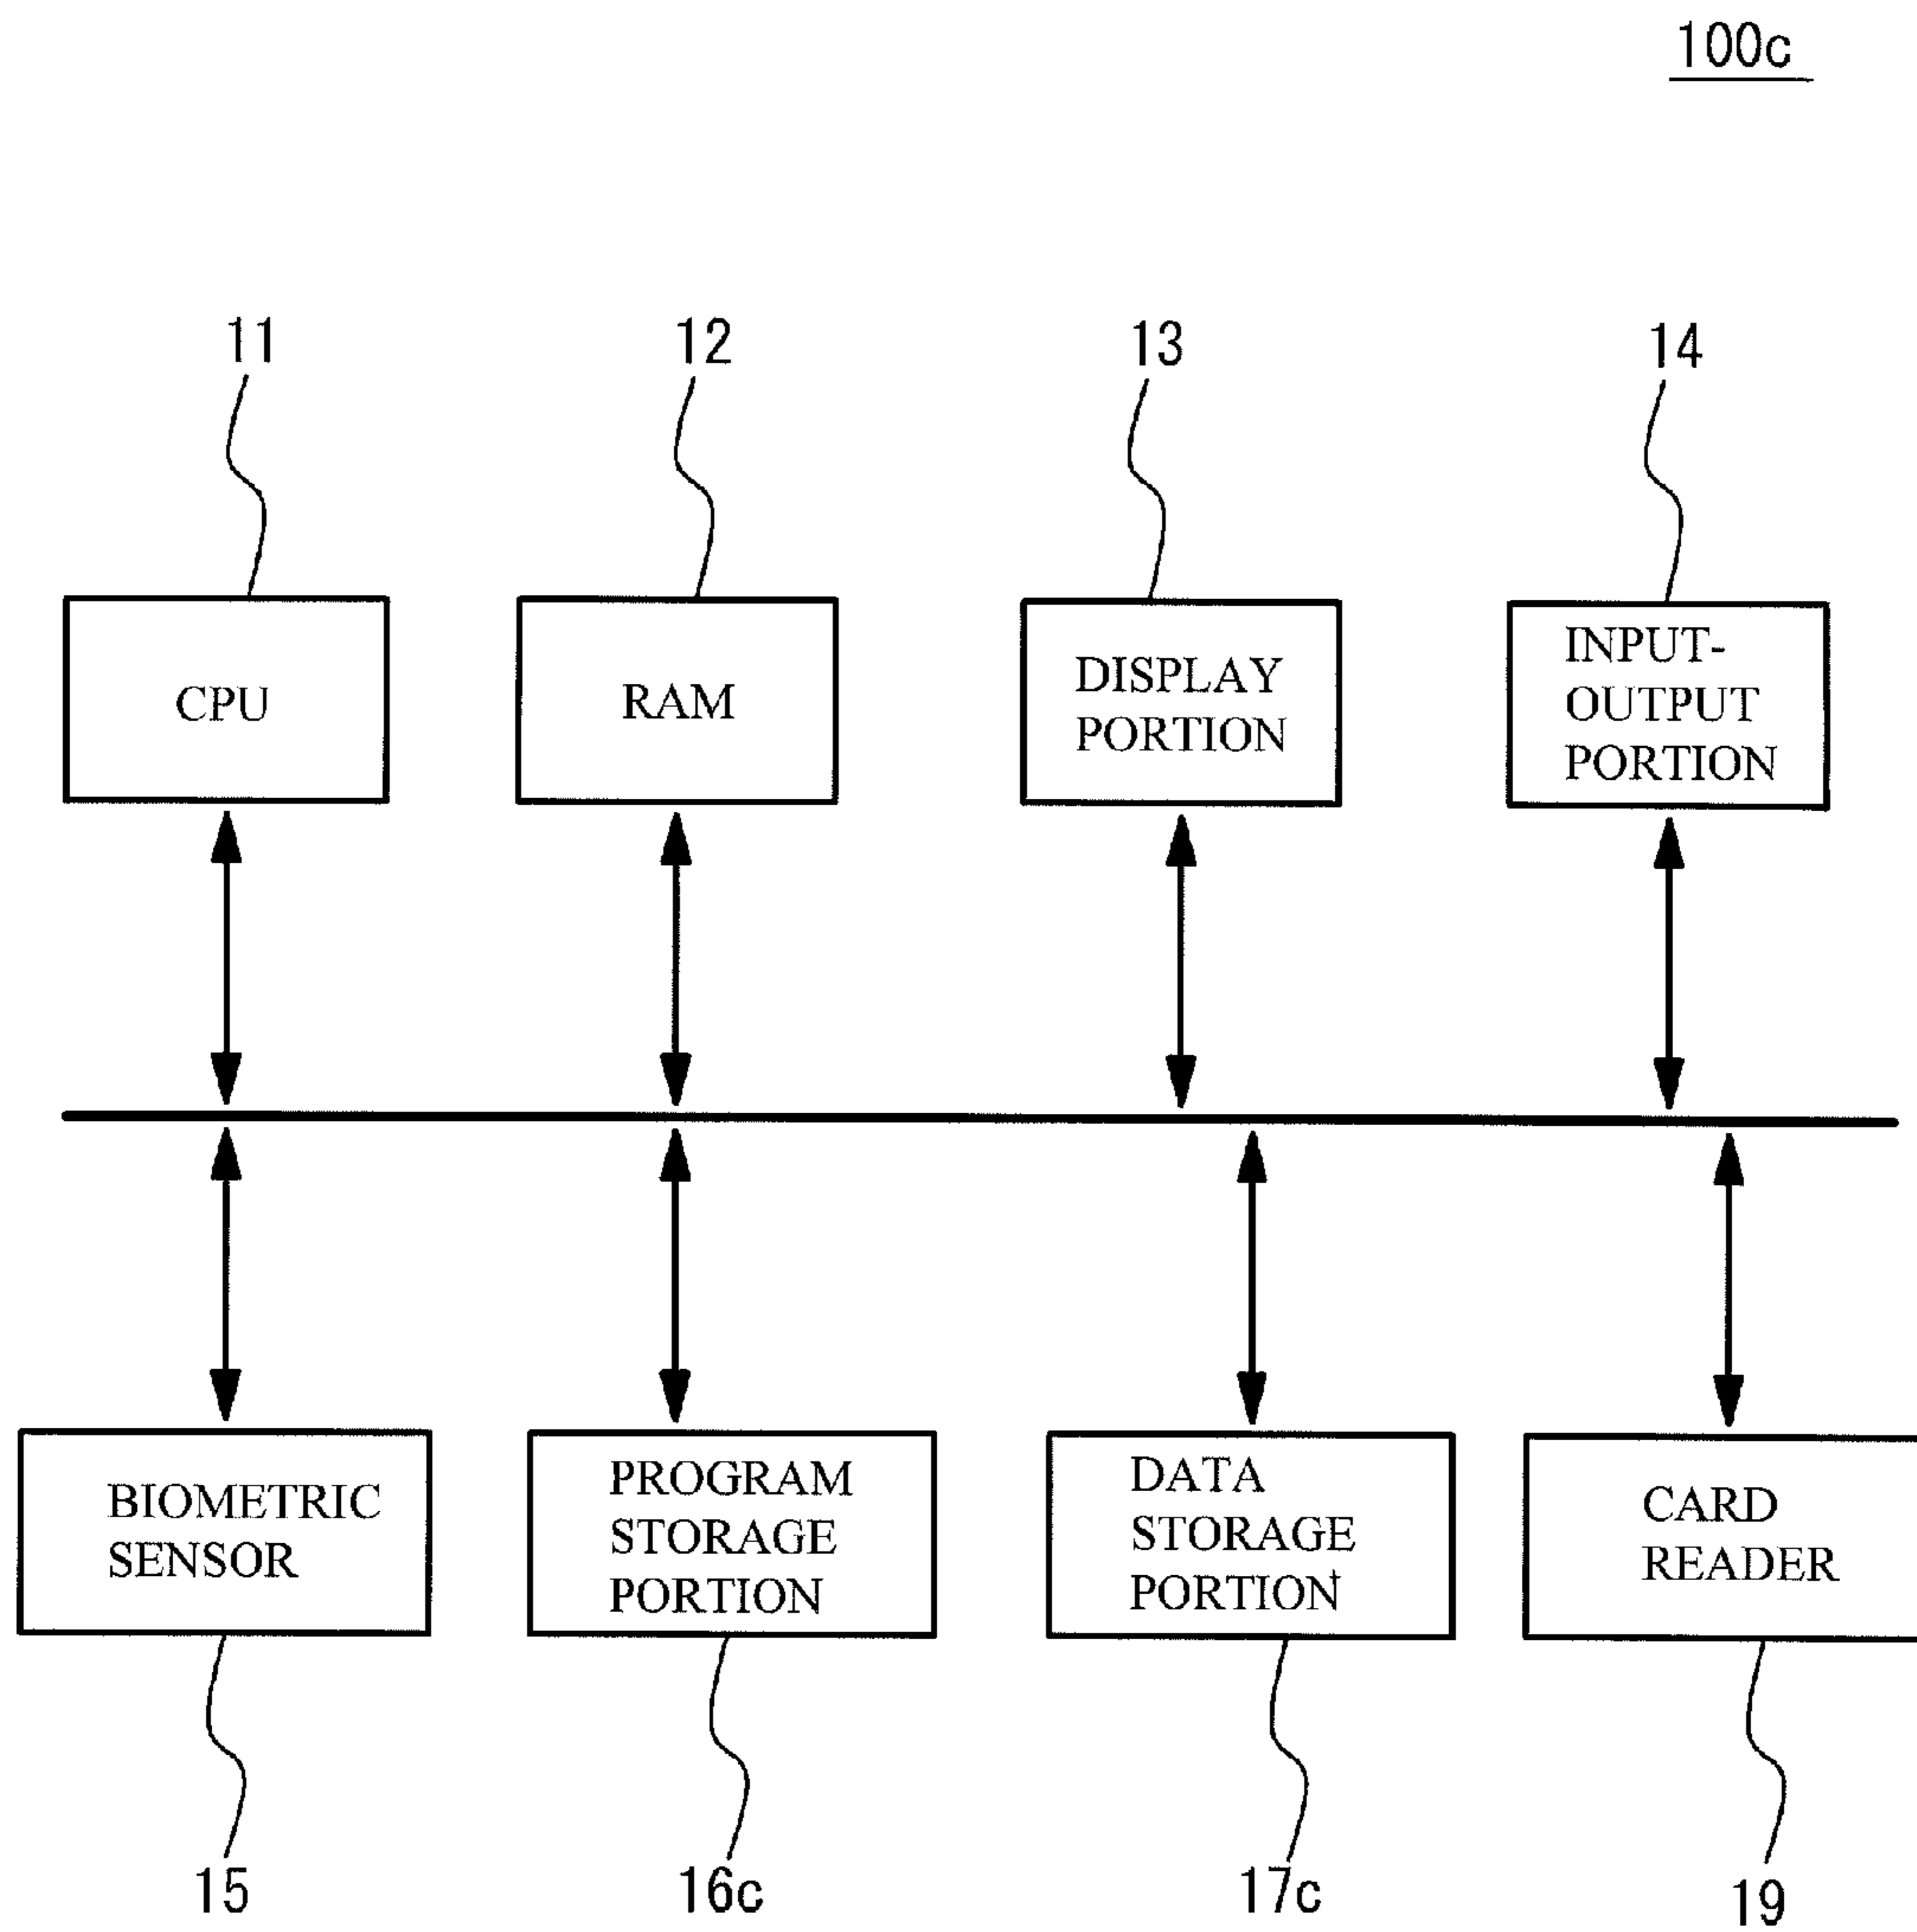 100c
11
12
13
14
CPU
RAM
DISPLAY
PORTION
INPUT-
OUTPUT
PORTION
BIOMETRIC
SENSOR
PROGRAM
STORAGE
PORTION
DATA
STORAGE
PORTION
CARD
READER
15
16c
17c
19